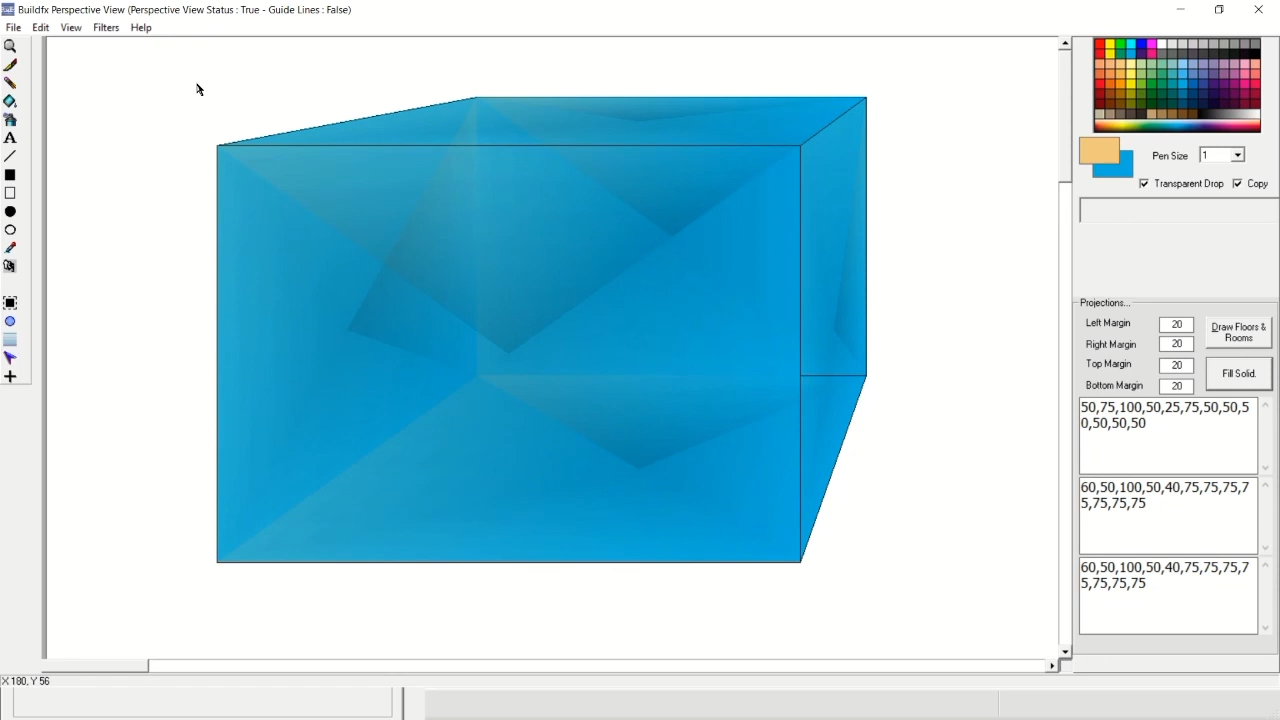 Buildfx Perspective View (Perspective View Status : True - Guide Lines : False)
File Edit View Filters Help
A
Pen Size 1
Transparent Drop Copy
Projections...
Left Margin 20
Right Margin 20
Top Margin 20
Bottom Margin 20
Draw Floors &
Rooms
Fill Solid.
50,75,100,50,25,75,50,50,5
0,50,50,50
60,50,100,50,40,75,75,75,7
5,75,75,75
60,50,100,50,40,75,75,75,7
5,75,75,75
X 180, Y 56